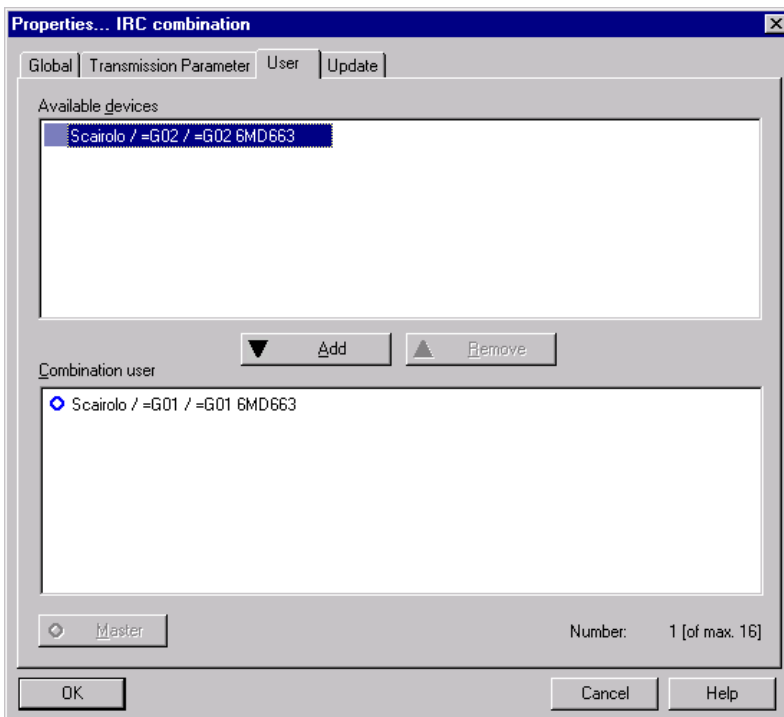 Properties... IRC combination
Global Transmission Parameter User Update
Available devices
Scairolo / =G02 / =G02 6MD663
Add Remove
Combination user
Scairolo / =G01 / =G01 6MD663
Master Number: 1 [of max. 16]
OK Cancel Help